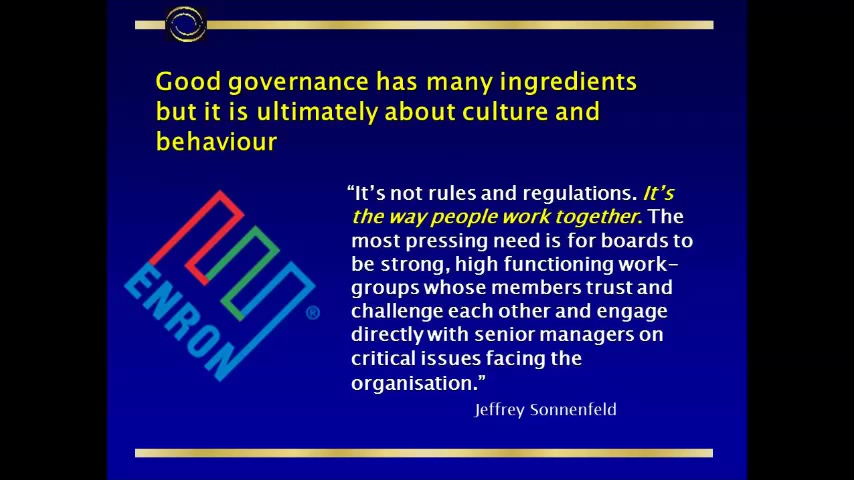 Good governance has many ingredients
but it is ultimately about culture and
behaviour
“It’s not rules and regulations. It’s
the way people work together. The
most pressing need is for boards to
be strong, high functioning work-
groups whose members trust and
challenge each other and engage
directly with senior managers on
critical issues facing the
organisation.”
Jeffrey Sonnenfeld
ENRON
®